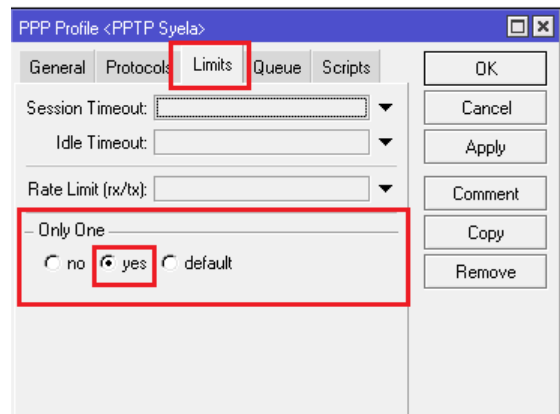 PPP Profile <PPTP Syela>
General Protocols Limits Queue Scripts
Session Timeout:
Idle Timeout:
Rate Limit (rx/tx):
Only One
no yes default
OK
Cancel
Apply
Comment
Copy
Remove